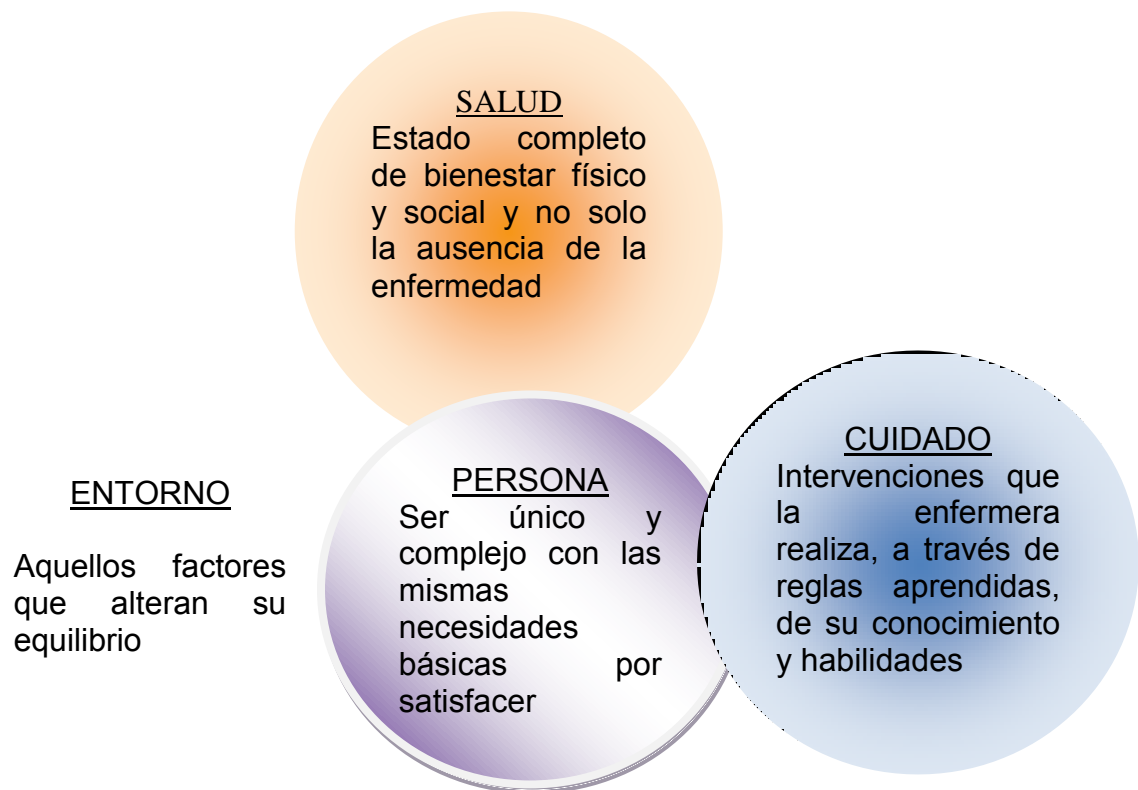 SALUD
Estado completo
de bienestar físico
y social y no solo
la ausencia de la
enfermedad
ENTORNO
Aquellos factores
que alteran su
equilibrio
PERSONA
Ser único y
complejo con las
mismas
necesidades
básicas por
satisfacer
CUIDADO
Intervenciones que
la enfermera
realiza, a través de
reglas aprendidas,
de su conocimiento
y habilidades